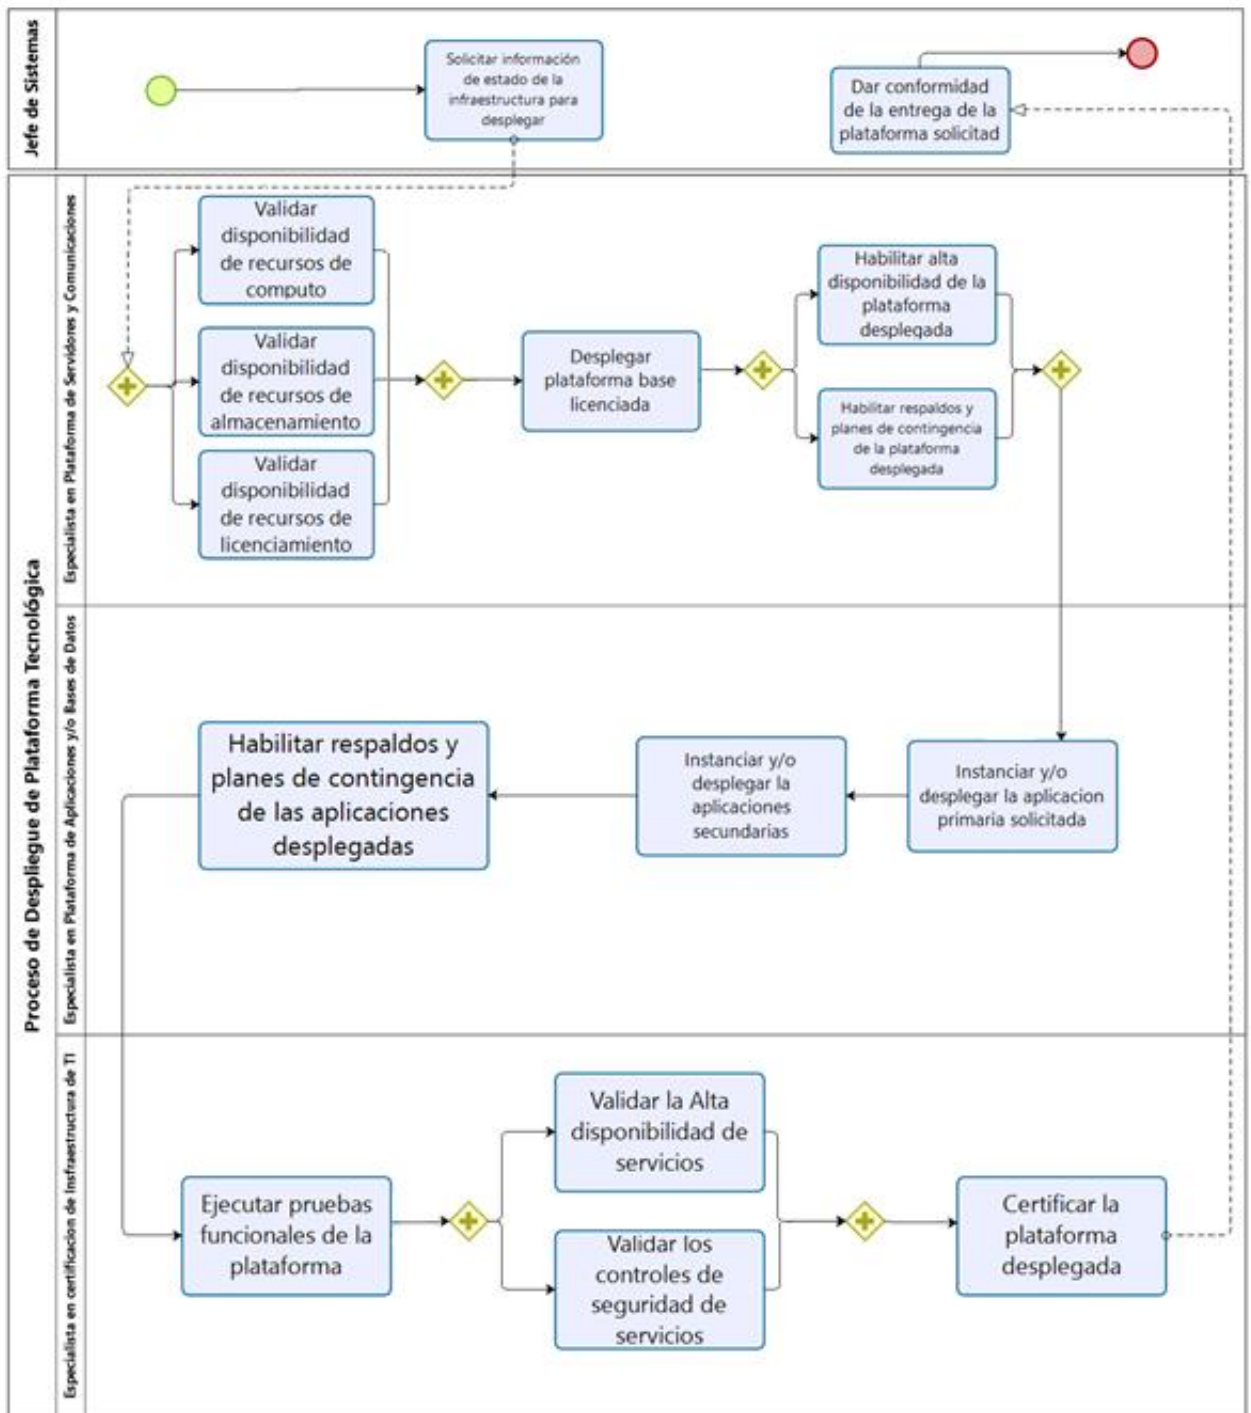 Jefe de Sistemas
Solicitar información
de estado de la
infraestructura para
desplegar
Dar conformidad
de la entrega de la
plataforma solicitad
Proceso de Despliegue de Plataforma Tecnológica
Especialista en Plataforma de Servidores y Comunicaciones
Validar
disponibilidad
de recursos de
computo
Validar
disponibilidad
de recursos de
almacenamiento
Validar
disponibilidad
de recursos de
licenciamiento
Desplegar
plataforma base
licenciada
Habilitar alta
disponibilidad de la
plataforma
desplegada
Habilitar respaldos y
planes de contingencia
de la plataforma
desplegada
Especialista en Plataforma de Aplicaciones y/o Bases de Datos
Habilitar respaldos y
planes de contingencia
de las aplicaciones
desplegadas
Instanciar y/o
desplegar la
aplicaciones
secundarias
Instanciar y/o
desplegar la aplicacion
primaria solicitada
Especialista en certificacion de Insfraestructura de TI
Ejecutar pruebas
funcionales de la
plataforma
Validar la Alta
disponibilidad de
servicios
Validar los
controles de
seguridad de
servicios
Certificar la
plataforma
desplegada